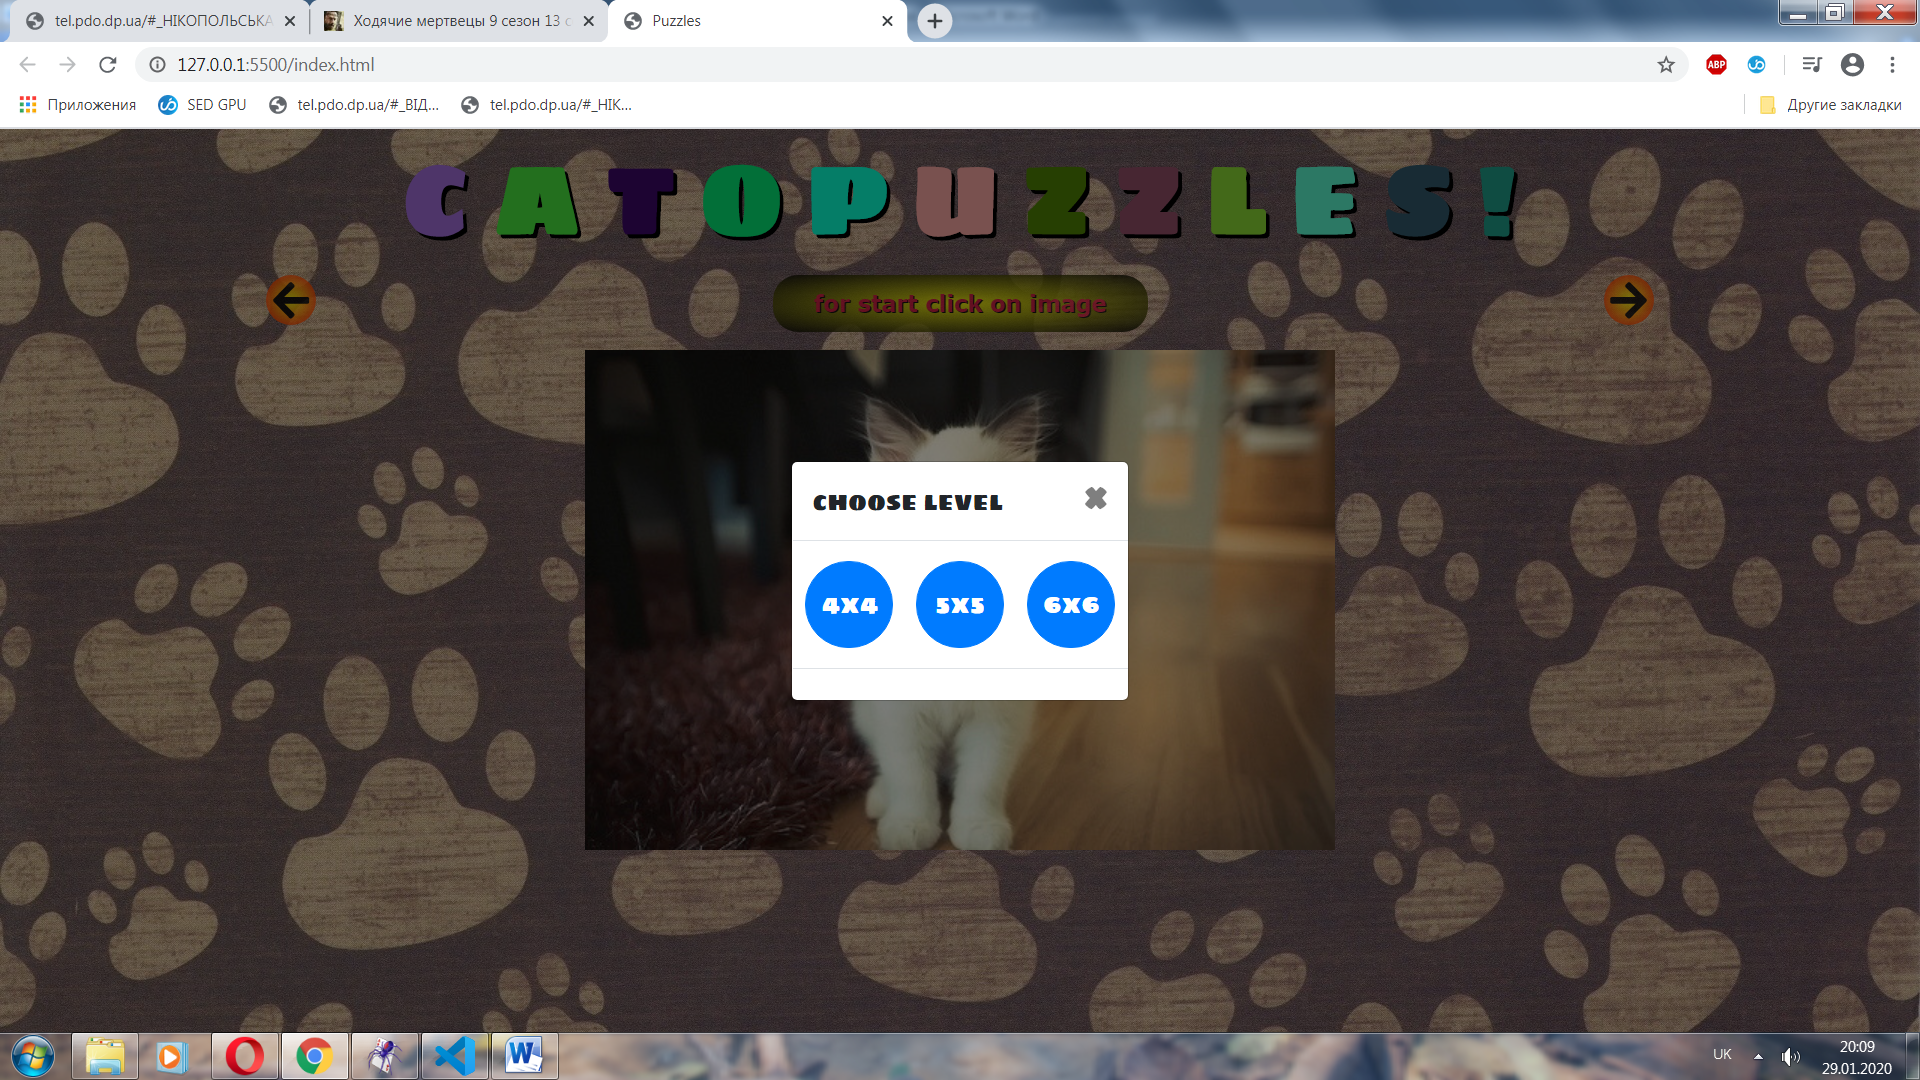 tel.pdo.dp.ua/#_НІКОПОЛЬСЬКА
Ходячие мертвецы 9 сезон 13 с
Puzzles
127.0.0.1:5500/index.html
ABP
Приложения
SED GPU
tel.pdo.dp.ua/#_ВІД...
tel.pdo.dp.ua/#_НІК...
Другие закладки
CATOPUZZLES!
for start click on image
CHOOSE LEVEL
4X4
5X5
6X6
UK
20:09
29.01.2020